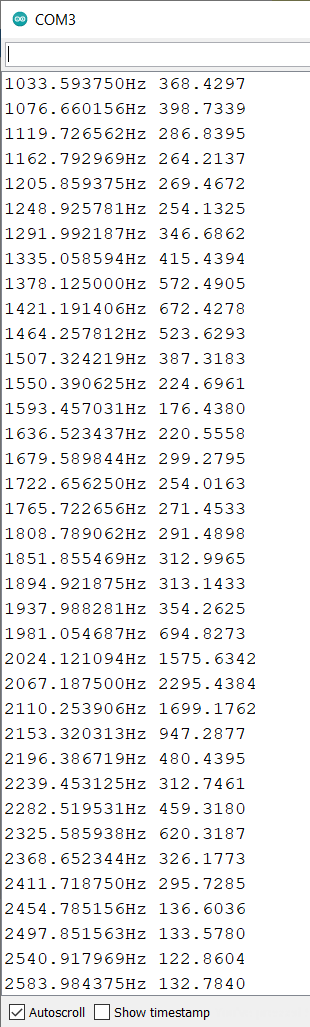 COM3
1033.593750Hz 368.4297
1076.660156Hz 398.7339
1119.726562Hz 286.8395
1162.792969Hz 264.2137
1205.859375Hz 269.4672
1248.925781Hz 254.1325
1291.992187Hz 346.6862
1335.058594Hz 415.4394
1378.125000Hz 572.4905
1421.191406Hz 672.4278
1464.257812Hz 523.6293
1507.324219Hz 387.3183
1550.390625Hz 224.6961
1593.457031Hz 176.4380
1636.523437Hz 220.5558
1679.589844Hz 299.2795
1722.656250Hz 254.0163
1765.722656Hz 271.4533
1808.789062Hz 291.4898
1851.855469Hz 312.9965
1894.921875Hz 313.1433
1937.988281Hz 354.2625
1981.054687Hz 694.8273
2024.121094Hz 1575.6342
2067.187500Hz 2295.4384
2110.253906Hz 1699.1762
2153.320313Hz 947.2877
2196.386719Hz 480.4395
2239.453125Hz 312.7461
2282.519531Hz 459.3180
2325.585938Hz 620.3187
2368.652344Hz 326.1773
2411.718750Hz 295.7285
2454.785156Hz 136.6036
2497.851563Hz 133.5780
2540.917969Hz 122.8604
2583.984375Hz 132.7840
Autoscroll Show timestamp